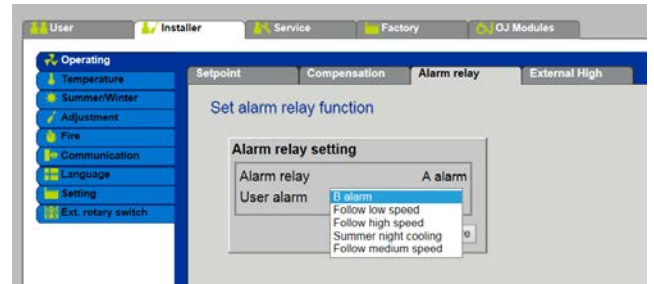 User Installer Service Factory OJ Modules
Operating
Temperature
Summer/Winter
Adjustment
Fire
Communication
Language
Setting
Ext. rotary switch
Setpoint Compensation Alarm relay External High
Set alarm relay function
Alarm relay setting
Alarm relay A alarm
User alarm B alarm
Follow low speed
Follow high speed
Summer night cooling
Follow medium speed